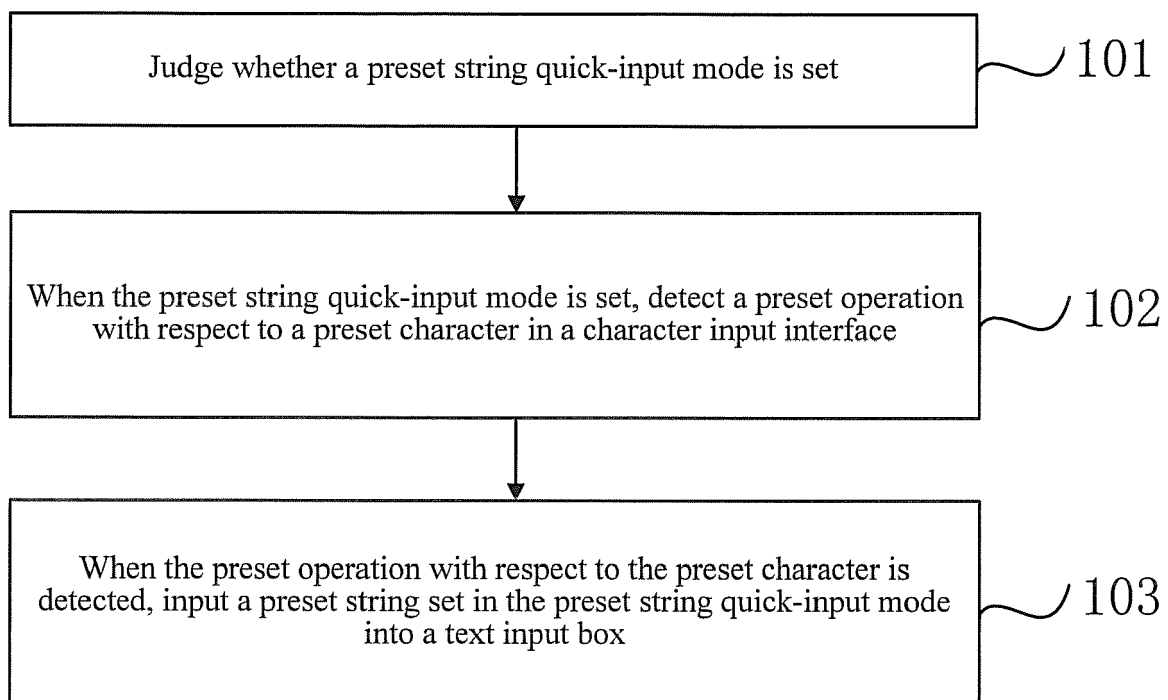 Judge whether a preset string quick-input mode is set
101
When the preset string quick-input mode is set, detect a preset operation
with respect to a preset character in a character input interface
102
When the preset operation with respect to the preset character is
detected, input a preset string set in the preset string quick-input mode
into a text input box
103